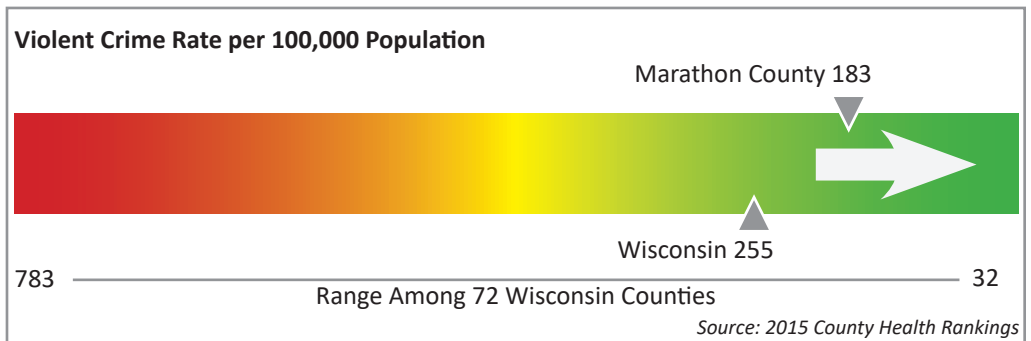 Violent Crime Rate per 100,000 Population
Marathon County 183
Wisconsin 255
783
32
Range Among 72 Wisconsin Counties
Source: 2015 County Health Rankings